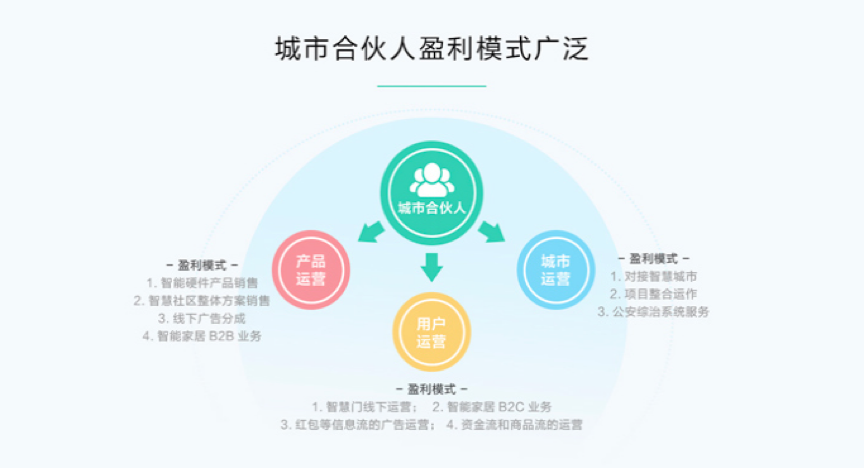 城市合伙人盈利模式广泛
城市合伙人
产品
运营
城市
运营
用户
运营
- 盈利模式 -
1. 智能硬件产品销售
2. 智慧社区整体方案销售
3. 线下广告分成
4. 智能家居 B2B 业务
- 盈利模式 -
1. 对接智慧城市
2. 项目整合运作
3. 公安综治系统服务
- 盈利模式 -
1. 智慧门线下运营； 2. 智能家居 B2C 业务
3. 红包等信息流的广告运营； 4. 资金流和商品流的运营